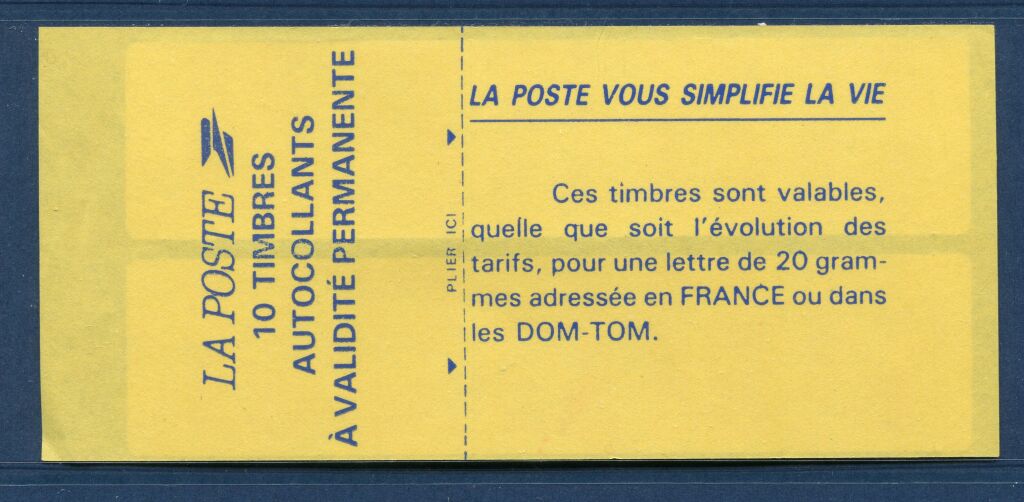 LA POSTE
10 TIMBRES
AUTOCOLLANTS
À VALIDITÉ PERMANENTE
PLIER ICI
LA POSTE VOUS SIMPLIFIE LA VIE
Ces timbres sont valables,
quelle que soit l'évolution des
tarifs, pour une lettre de 20 gram-
mes adressée en FRANCE ou dans
les DOM-TOM.